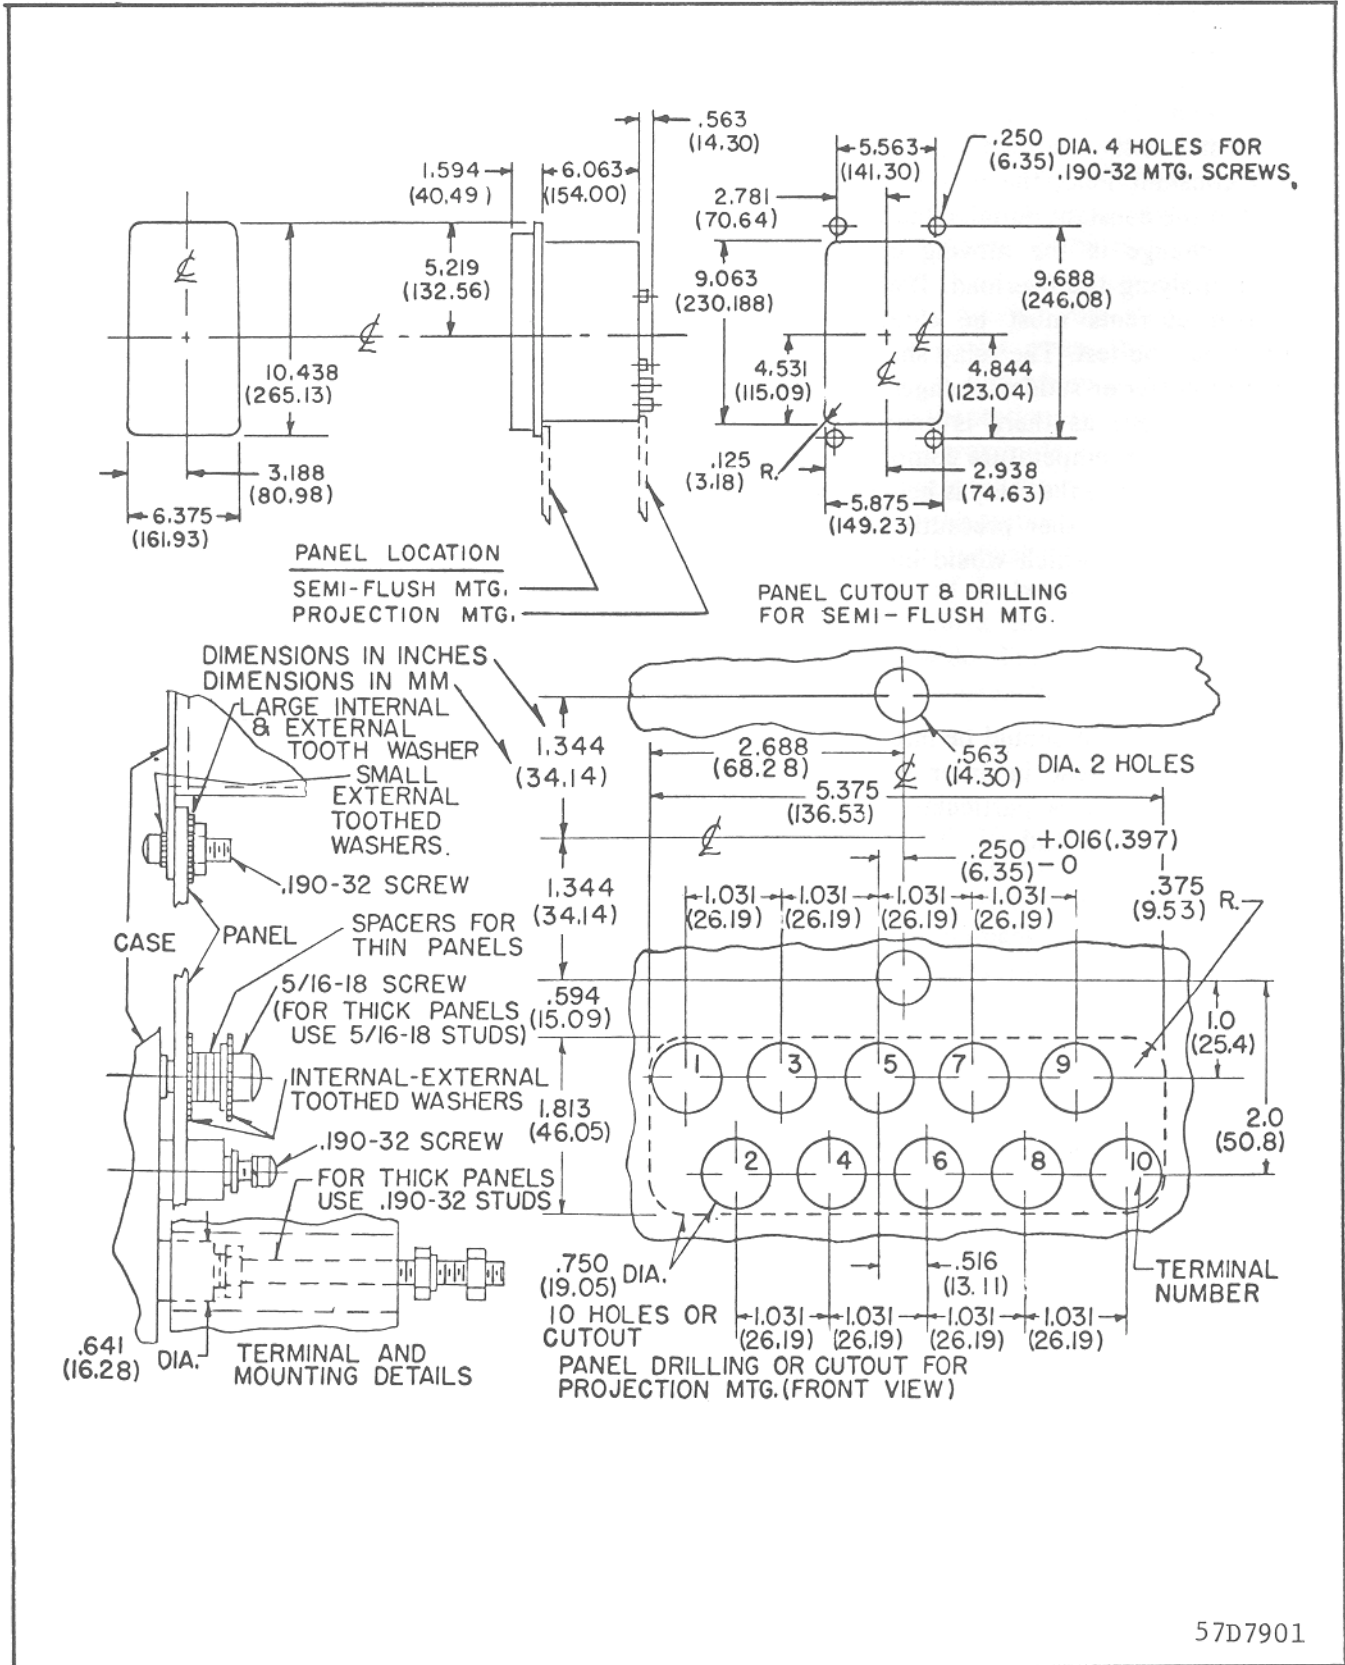 .563
(14.30)
1.594
(40.49)
6.063
(154.00)
5.563
(141.30)
.250
(6.35)
DIA. 4 HOLES FOR
.190-32 MTG. SCREWS.
2.781
(70.64)
℄
5.219
(132.56)
9.063
(230.188)
9.688
(246.08)
℄
℄
10.438
(265.13)
4.531
(115.09)
℄
4.844
(123.04)
3.188
(80.98)
.125
(3.18) R.
2.938
(74.63)
6.375
(161.93)
5.875
(149.23)
PANEL LOCATION
SEMI-FLUSH MTG.
PROJECTION MTG.
PANEL CUTOUT & DRILLING
FOR SEMI-FLUSH MTG.
DIMENSIONS IN INCHES
DIMENSIONS IN MM
LARGE INTERNAL
& EXTERNAL
TOOTH WASHER
SMALL
EXTERNAL
TOOTHED
WASHERS.
.190-32 SCREW
1.344
(34.14)
2.688
(68.28)
℄
.563
(14.30)
DIA. 2 HOLES
5.375
(136.53)
℄
.250
(6.35)
+.016(.397)
-0
1.344
(34.14)
1.031
(26.19)
1.031
(26.19)
1.031
(26.19)
1.031
(26.19)
.375
(9.53) R.
CASE
PANEL
SPACERS FOR
THIN PANELS
5/16-18 SCREW
(FOR THICK PANELS
USE 5/16-18 STUDS)
.594
(15.09)
1.0
(25.4)
1 3 5 7 9
INTERNAL-EXTERNAL
TOOTHED WASHERS
1.813
(46.05)
2.0
(50.8)
.190-32 SCREW
FOR THICK PANELS
USE .190-32 STUDS
2 4 6 8 10
.750
(19.05) DIA.
10 HOLES OR
CUTOUT
.516
(13.11)
TERMINAL
NUMBER
1.031
(26.19)
1.031
(26.19)
1.031
(26.19)
1.031
(26.19)
.641
(16.28) DIA.
TERMINAL AND
MOUNTING DETAILS
PANEL DRILLING OR CUTOUT FOR
PROJECTION MTG.(FRONT VIEW)
57D7901